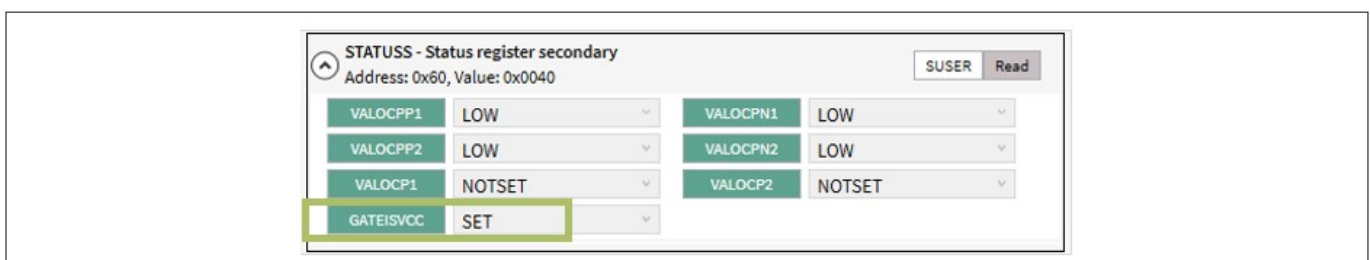 STATUSS - Status register secondary
Address: 0x60, Value: 0x0040
SUSER Read
VALOCPP1 LOW VALOCPN1 LOW
VALOCPP2 LOW VALOCPN2 LOW
VALOCP1 NOTSET VALOCP2 NOTSET
GATEISVCC SET